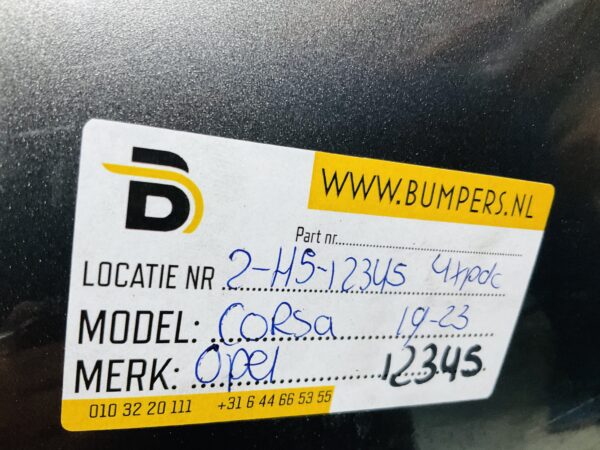 B
WWW.BUMPERS.NL
Part nr.
LOCATIE NR 2-H5-12345 4xpdc
MODEL: Corsa 19-23
MERK: Opel 12345
010 32 20 111 +31 6 44 66 53 55